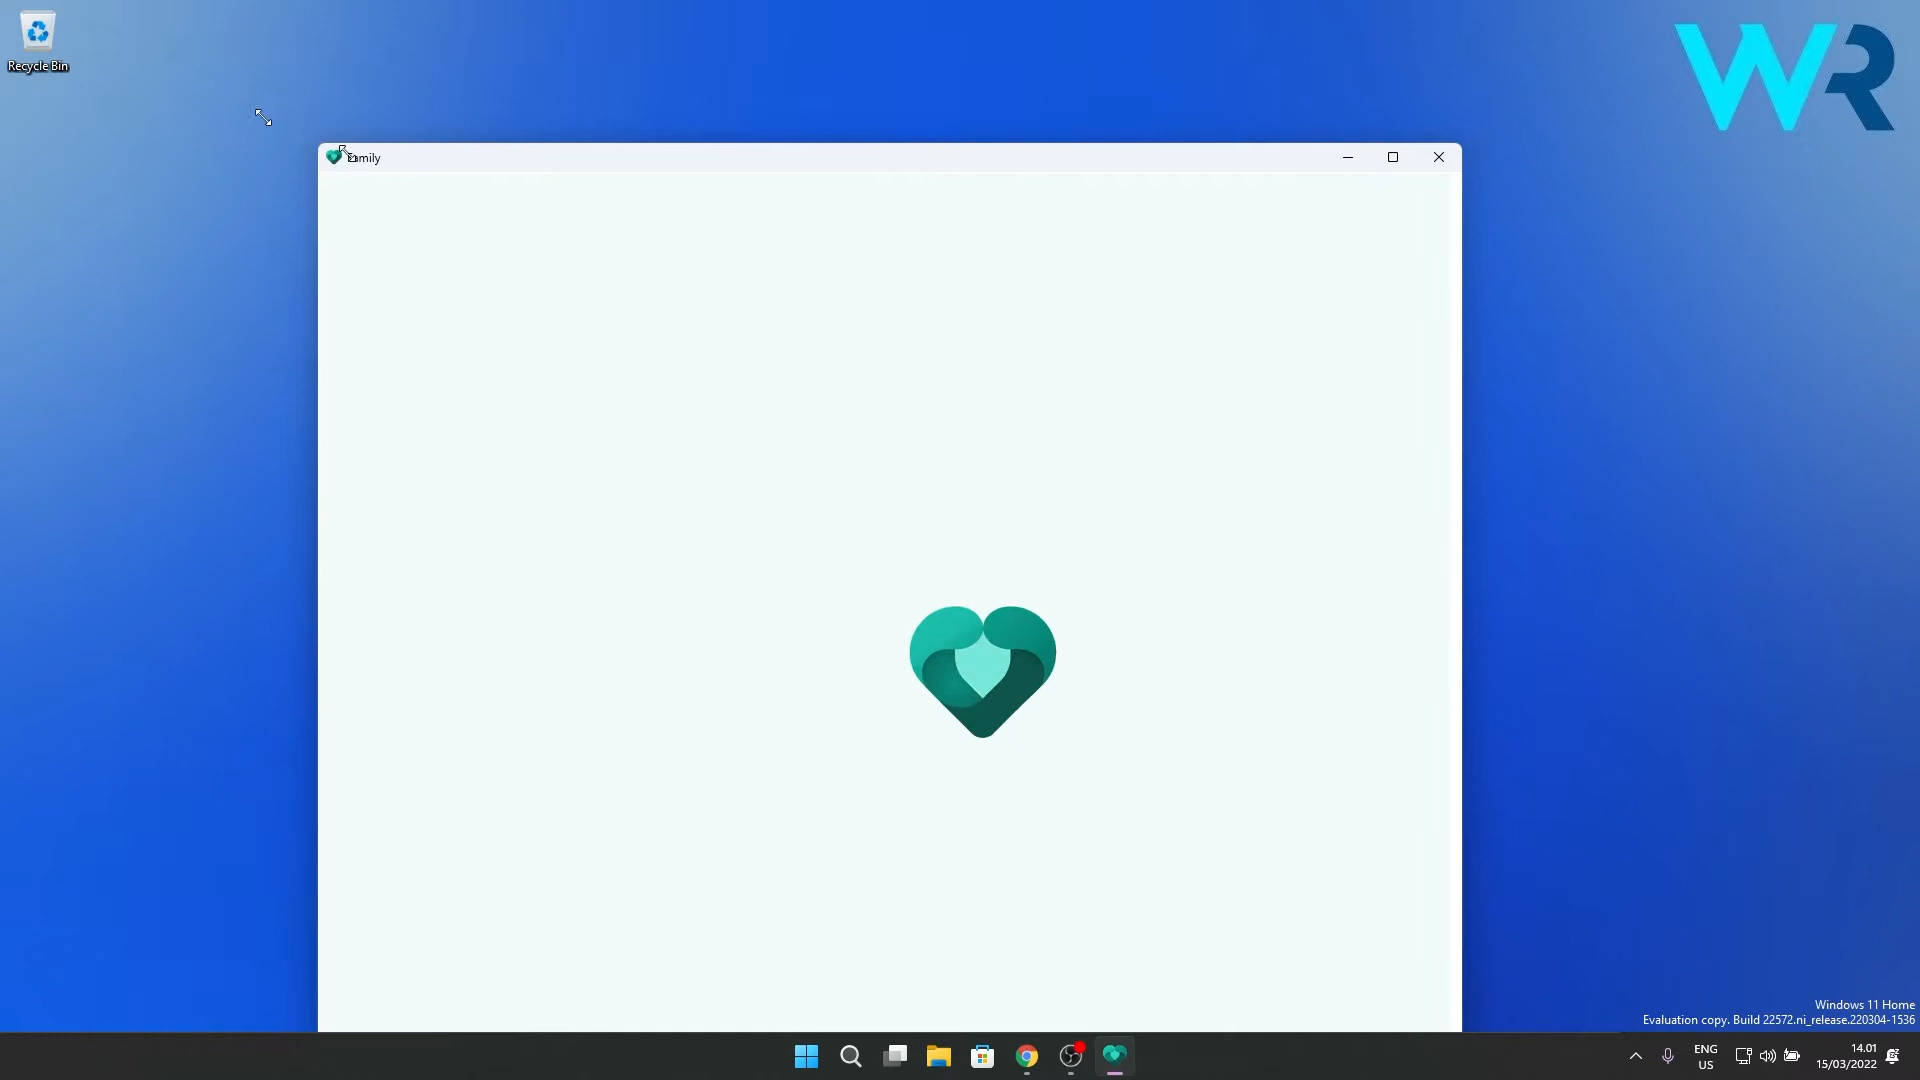 Recycle Bin
WR
Family
Windows 11 Home
Evaluation copy. Build 22572.ni_release.220304-1536
ENG
US
14.01
15/03/2022